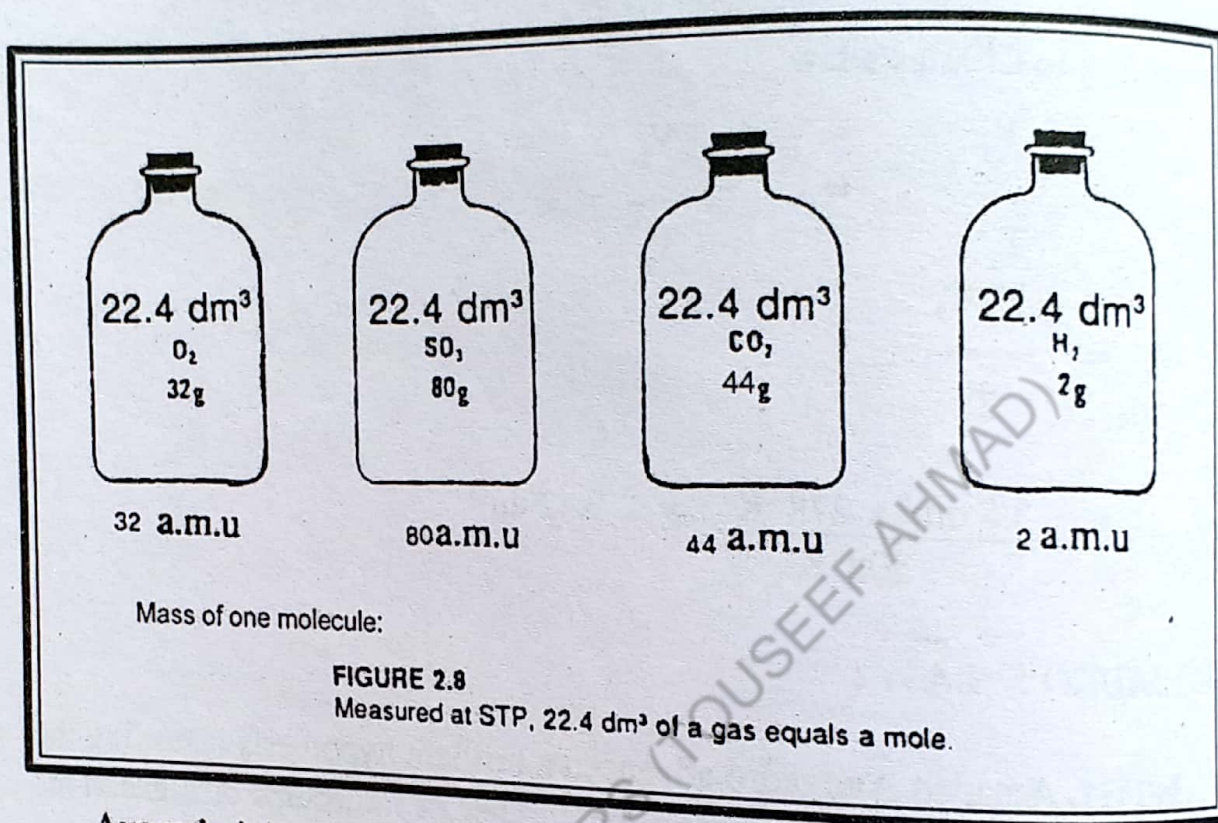 22.4 dm³ 22.4 dm³ 22.4 dm³ 22.4 dm³
O₂ SO₃ CO₂ H₂
32g 80g 44g 2g
32 a.m.u 80a.m.u 44 a.m.u 2 a.m.u
Mass of one molecule:
FIGURE 2.8
Measured at STP, 22.4 dm³ of a gas equals a mole.
(TOUSEEF AHMAD)